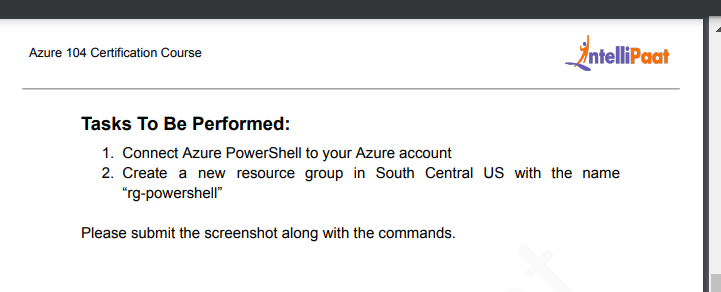 Azure 104 Certification Course
intelliPaat
Tasks To Be Performed:
1. Connect Azure PowerShell to your Azure account
2. Create a new resource group in South Central US with the name
“rg-powershell”
Please submit the screenshot along with the commands.